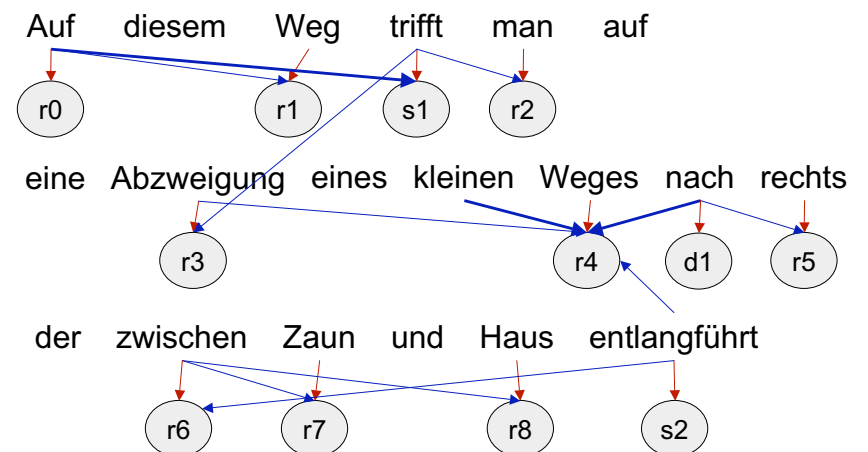 Auf diesem Weg trifft man auf
r0 r1 s1 r2
eine Abzweigung eines kleinen Weges nach rechts
r3 r4 d1 r5
der zwischen Zaun und Haus entlangführt
r6 r7 r8 s2